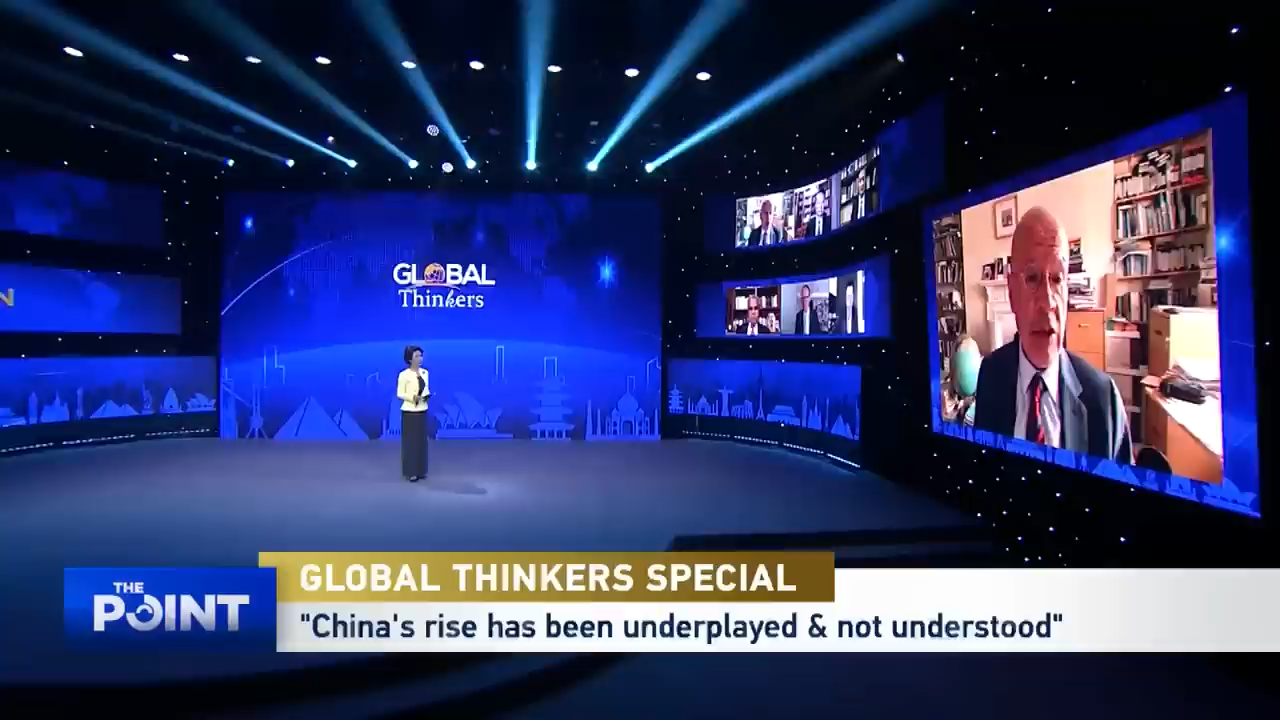 N
GLOBAL
Thinkers
GLOBAL THINKERS SPECIAL
THE
POINT
"China's rise has been underplayed & not understood"